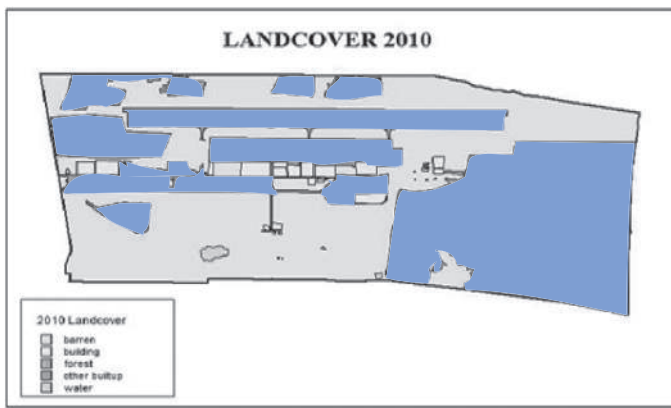 LANDCOVER 2010
2010 Landcover
barren
building
forest
other builtup
water